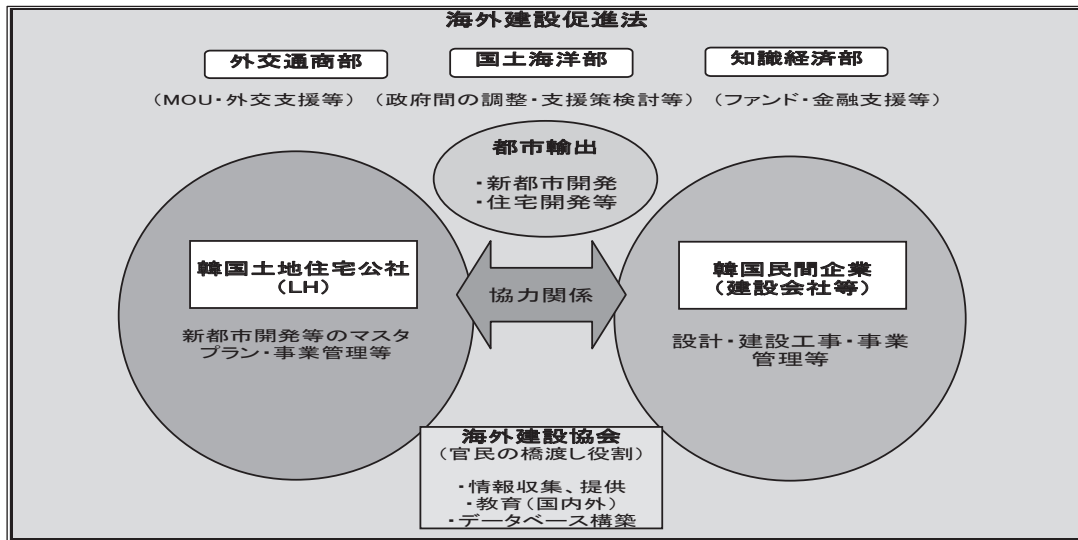 海外建設促進法
外交通商部
国土海洋部
知識経済部
(MOU・外交支援等)
(政府間の調整・支援策検討等)
(ファンド・金融支援等)
都市輸出
・新都市開発
・住宅開発等
韓国土地住宅公社
(LH)
新都市開発等のマスタ
プラン・事業管理等
協力関係
韓国民間企業
(建設会社等)
設計・建設工事・事業
管理等
海外建設協会
(官民の橋渡し役割)
・情報収集、提供
・教育(国内外)
・データベース構築